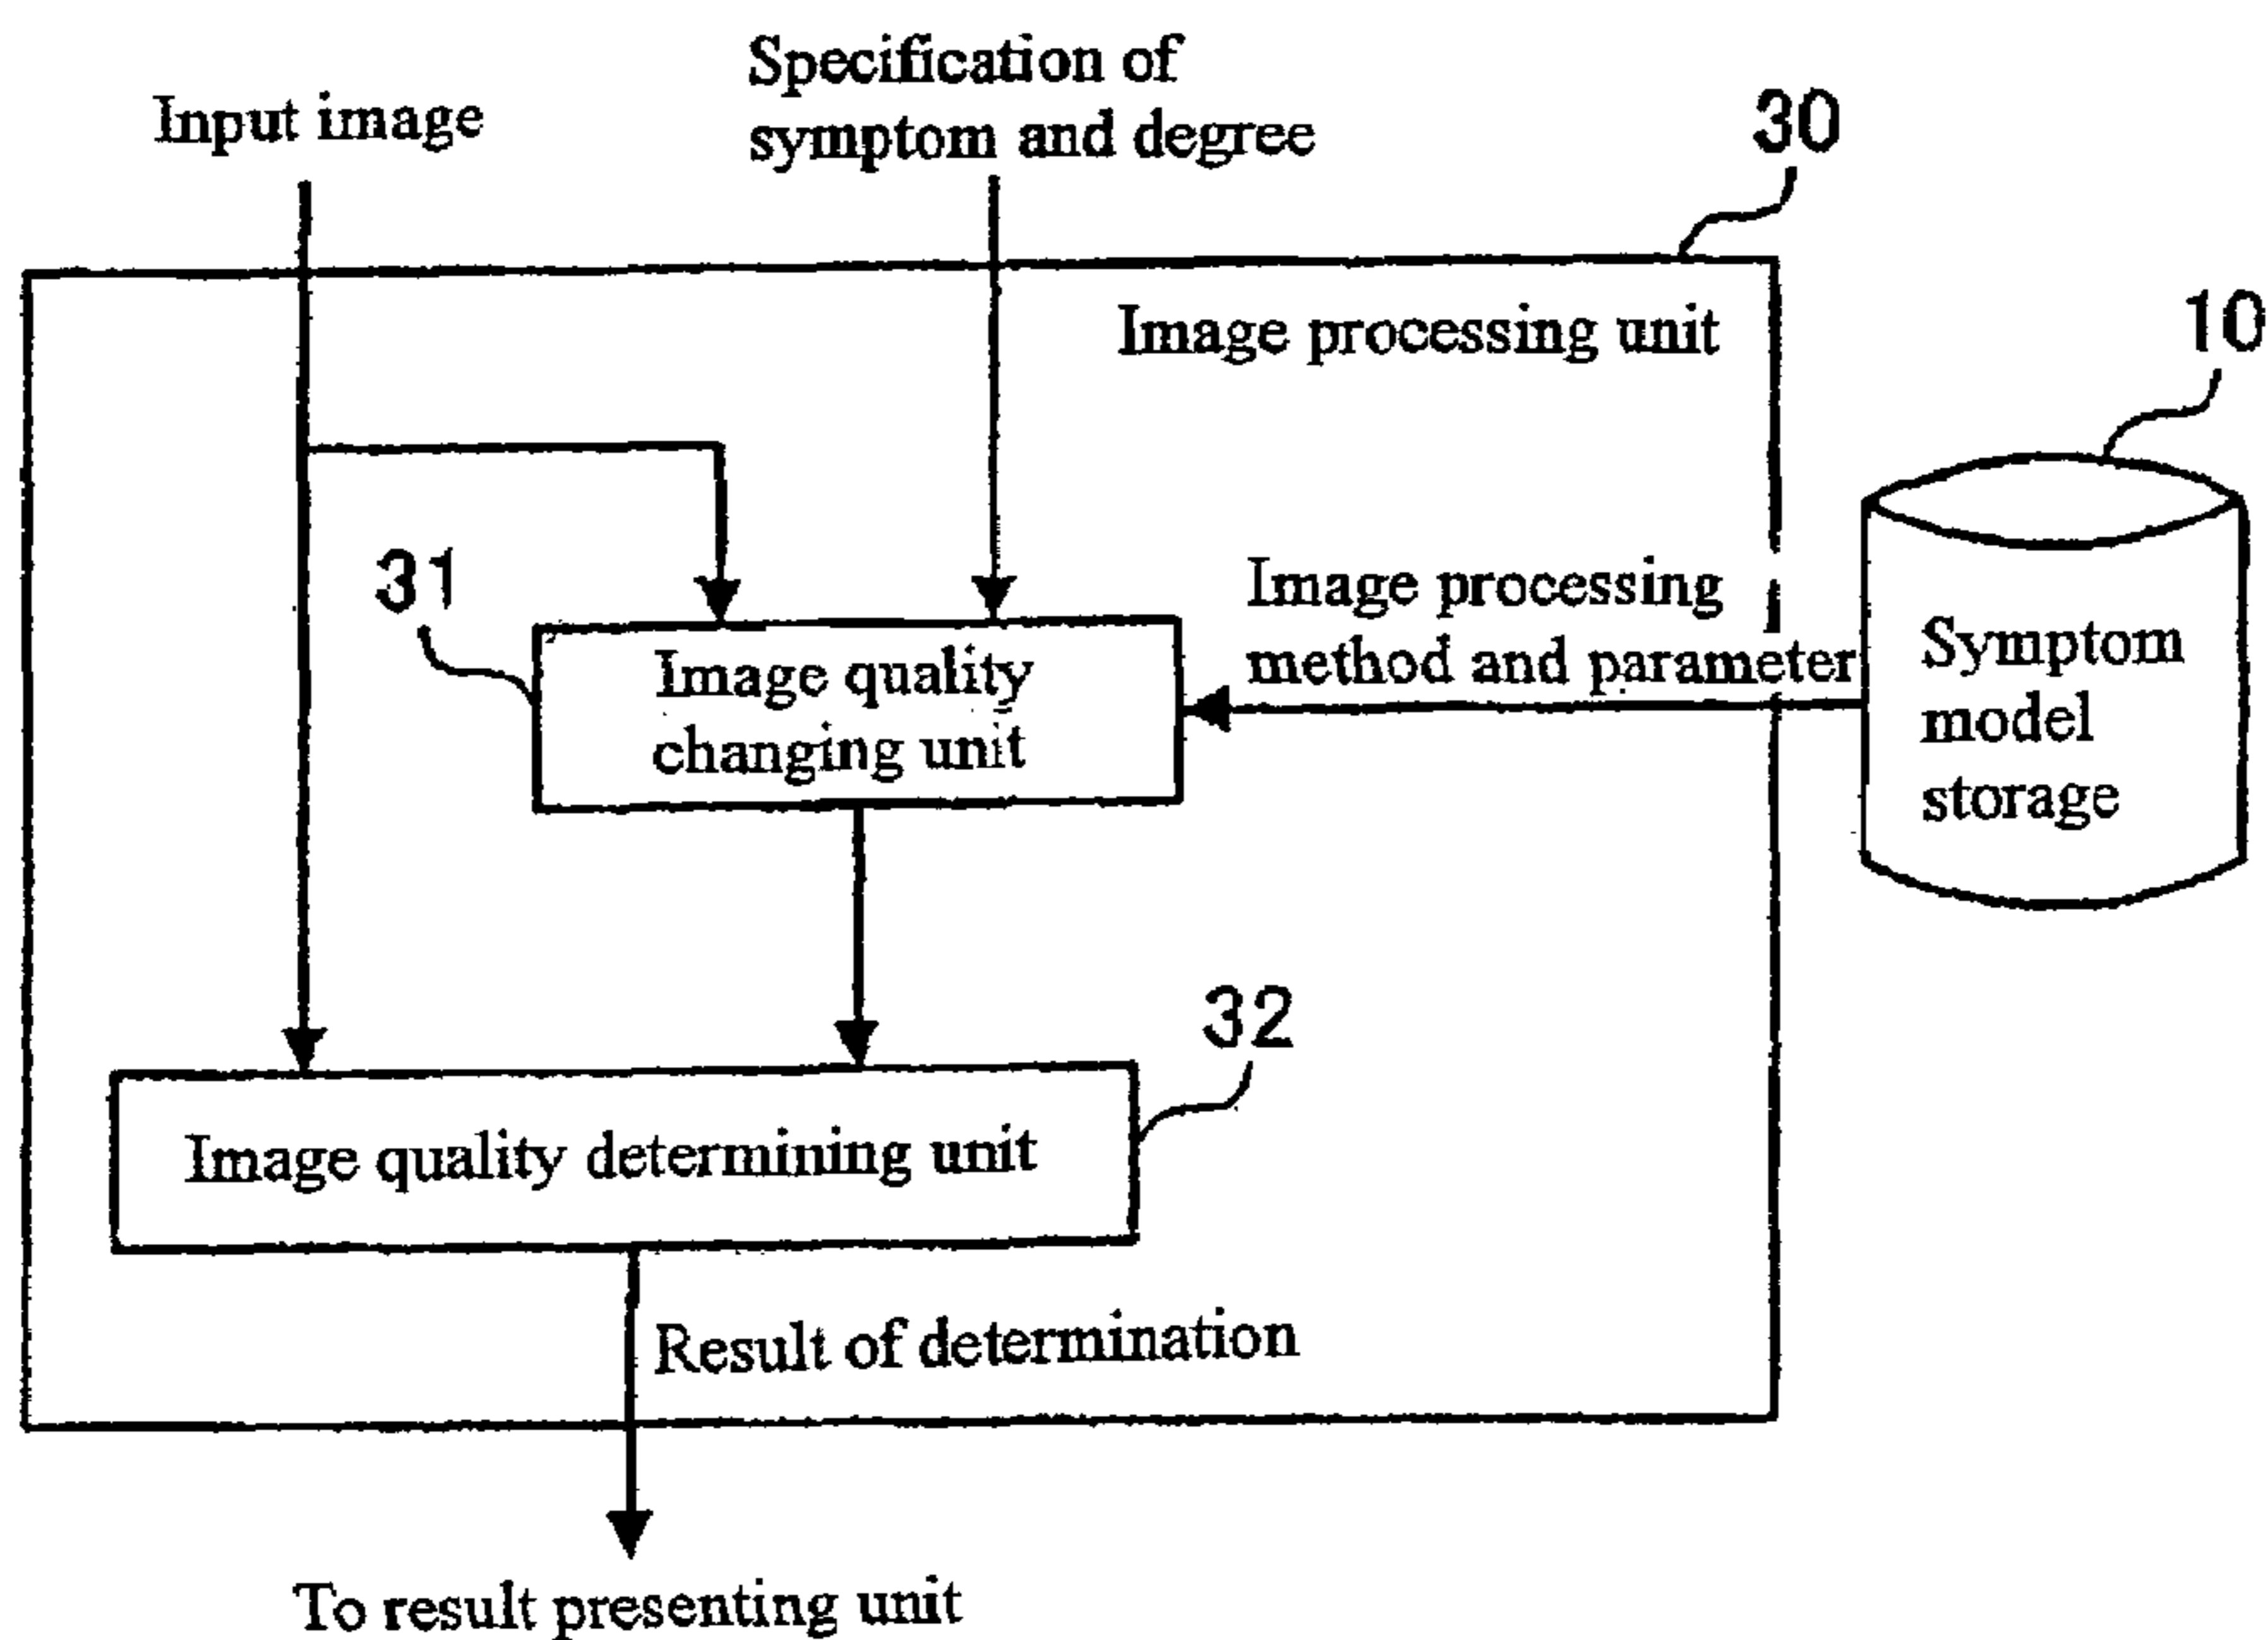 Specification of
symptom and degree
Input image
30
Image processing unit
10
31
Image processing
method and parameter
Symptom
model
storage
Image quality
changing unit
32
Image quality determining unit
Result of determination
To result presenting unit